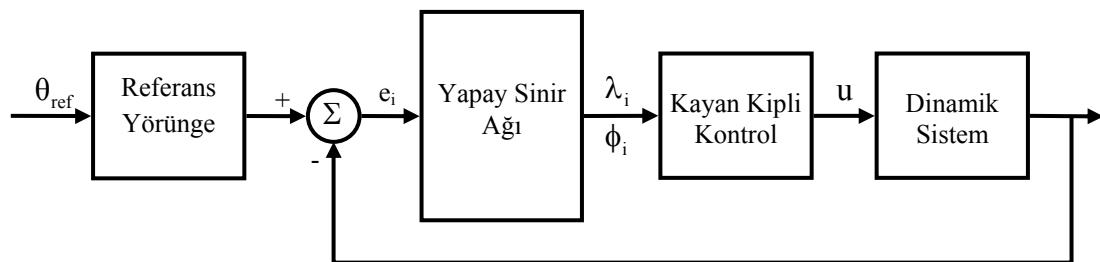 θref
Referans
Yörünge
+
Σ
-
ei
Yapay Sinir
Ağı
λi
ϕi
Kayan Kipli
Kontrol
u
Dinamik
Sistem